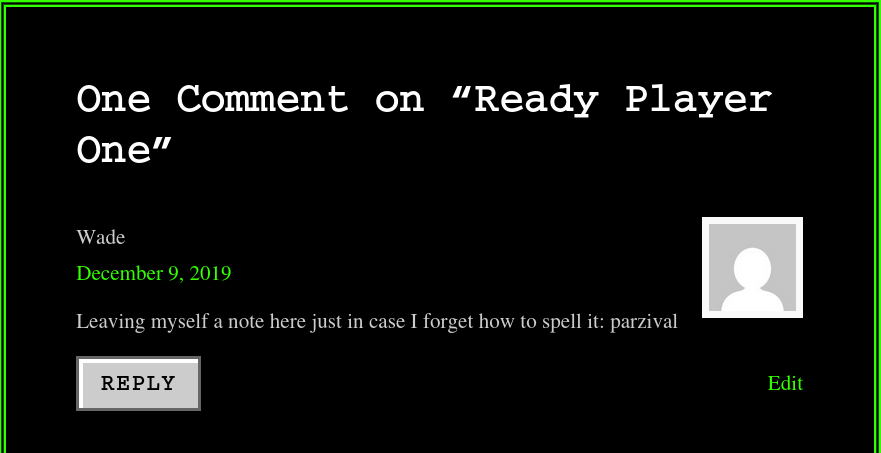 One Comment on “Ready Player
One”
Wade
December 9, 2019
Leaving myself a note here just in case I forget how to spell it: parzival
REPLY
Edit